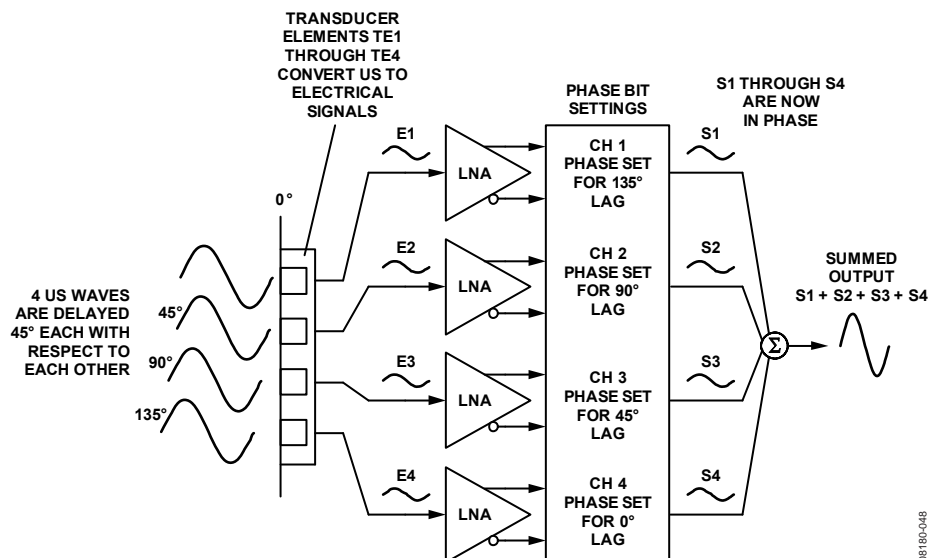 TRANSDUCER
ELEMENTS TE1
THROUGH TE4
CONVERT US TO
ELECTRICAL
SIGNALS
PHASE BIT
SETTINGS
S1 THROUGH S4
ARE NOW
IN PHASE
0°
4 US WAVES
ARE DELAYED
45° EACH WITH
RESPECT TO
EACH OTHER
45°
90°
135°
E1
LNA
CH 1
PHASE SET
FOR 135°
LAG
S1
E2
LNA
CH 2
PHASE SET
FOR 90°
LAG
S2
E3
LNA
CH 3
PHASE SET
FOR 45°
LAG
S3
E4
LNA
CH 4
PHASE SET
FOR 0°
LAG
S4
Σ
SUMMED
OUTPUT
S1 + S2 + S3 + S4
08180-048